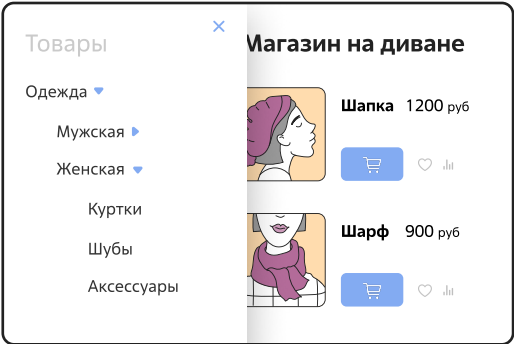 Товары
Одежда
Мужская
Женская
Куртки
Шубы
Аксессуары
Магазин на диване
Шапка 1200 руб
Шарф 900 руб